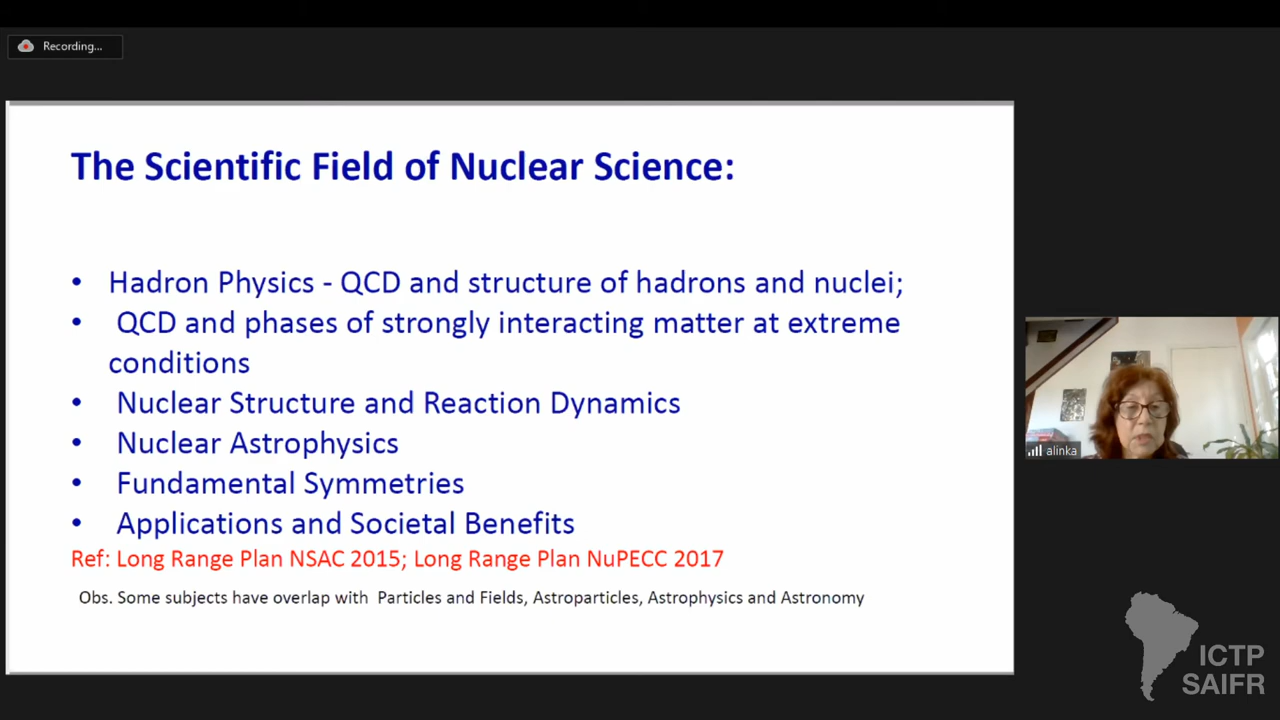 Recording...
The Scientific Field of Nuclear Science:
• Hadron Physics - QCD and structure of hadrons and nuclei;
• QCD and phases of strongly interacting matter at extreme
conditions
• Nuclear Structure and Reaction Dynamics
• Nuclear Astrophysics
• Fundamental Symmetries
• Applications and Societal Benefits
Ref: Long Range Plan NSAC 2015; Long Range Plan NuPECC 2017
Obs. Some subjects have overlap with Particles and Fields, Astroparticles, Astrophysics and Astronomy
alinka
ICTP
SAIFR